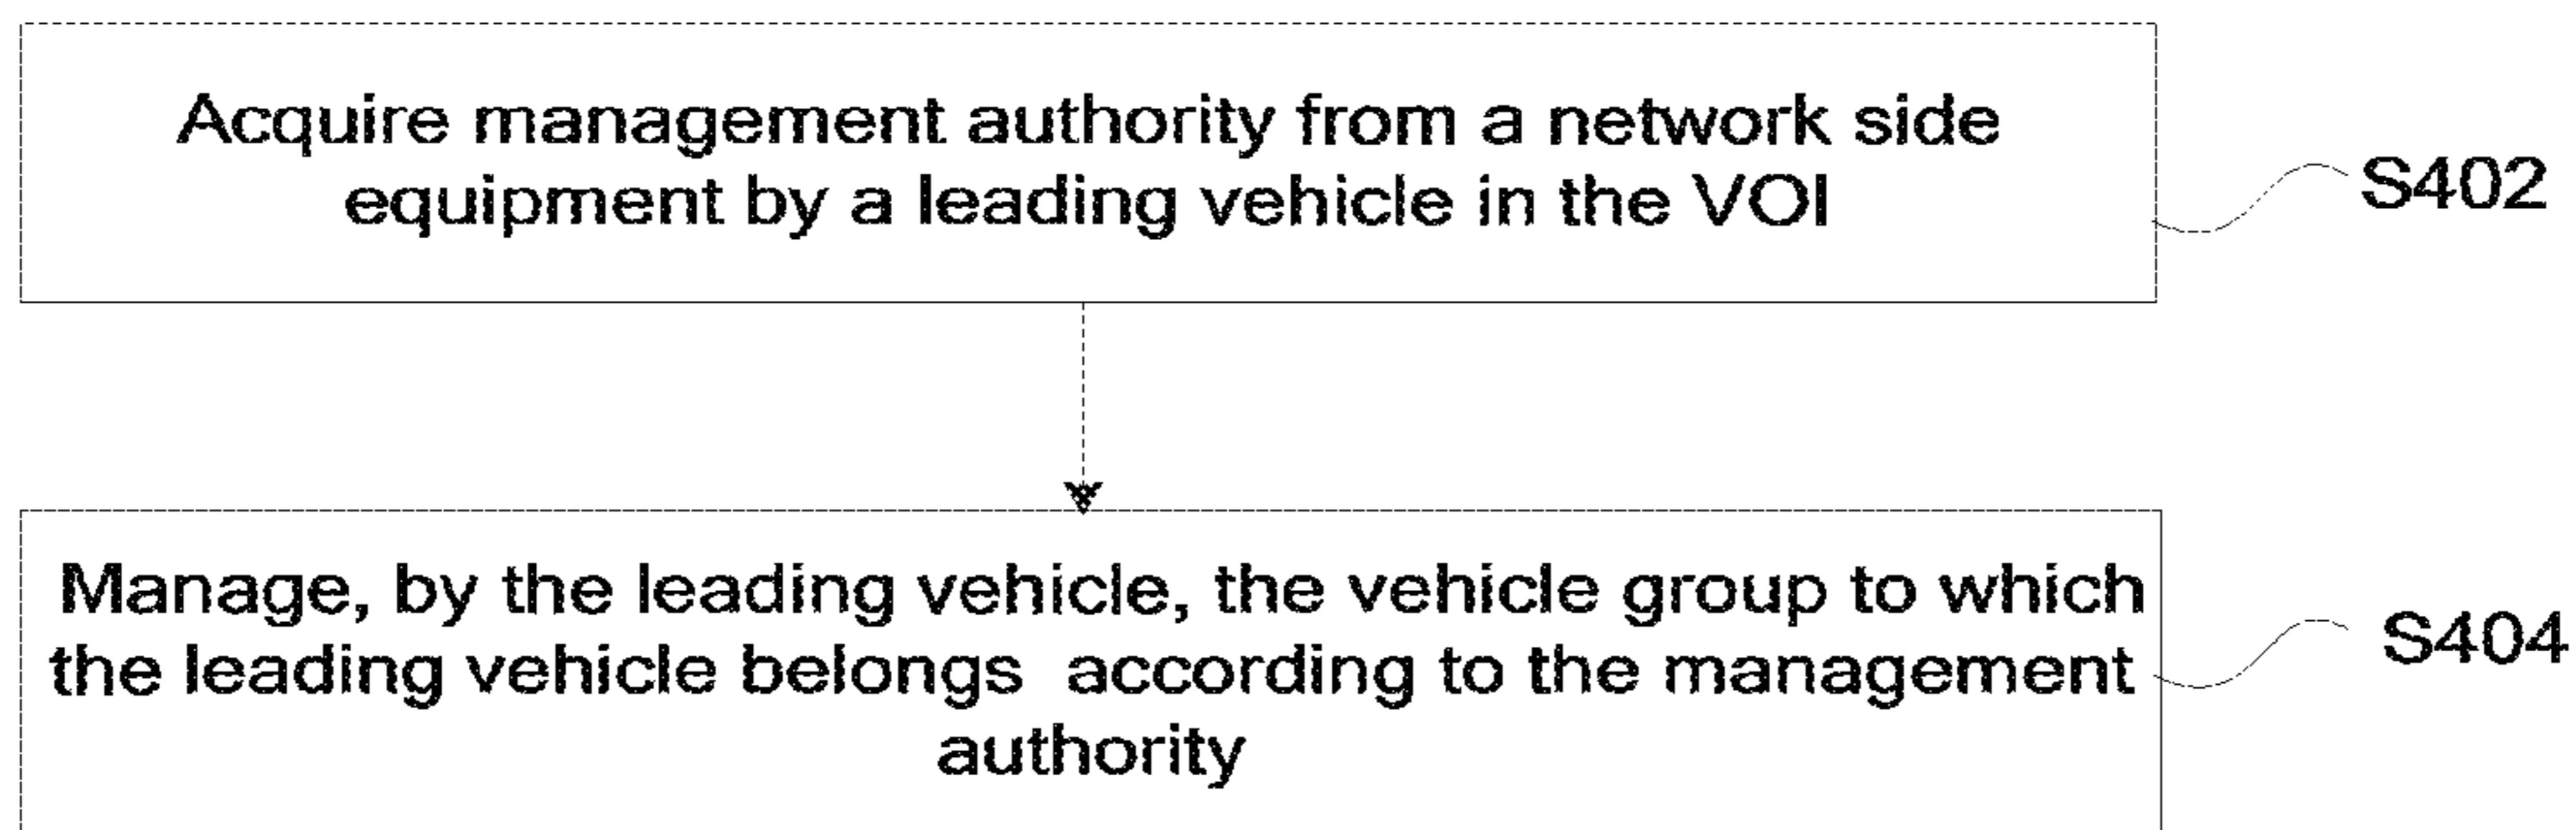 Acquire management authority from a network side
equipment by a leading vehicle in the VOI
S402
Manage, by the leading vehicle, the vehicle group to which
the leading vehicle belongs according to the management
authority
S404